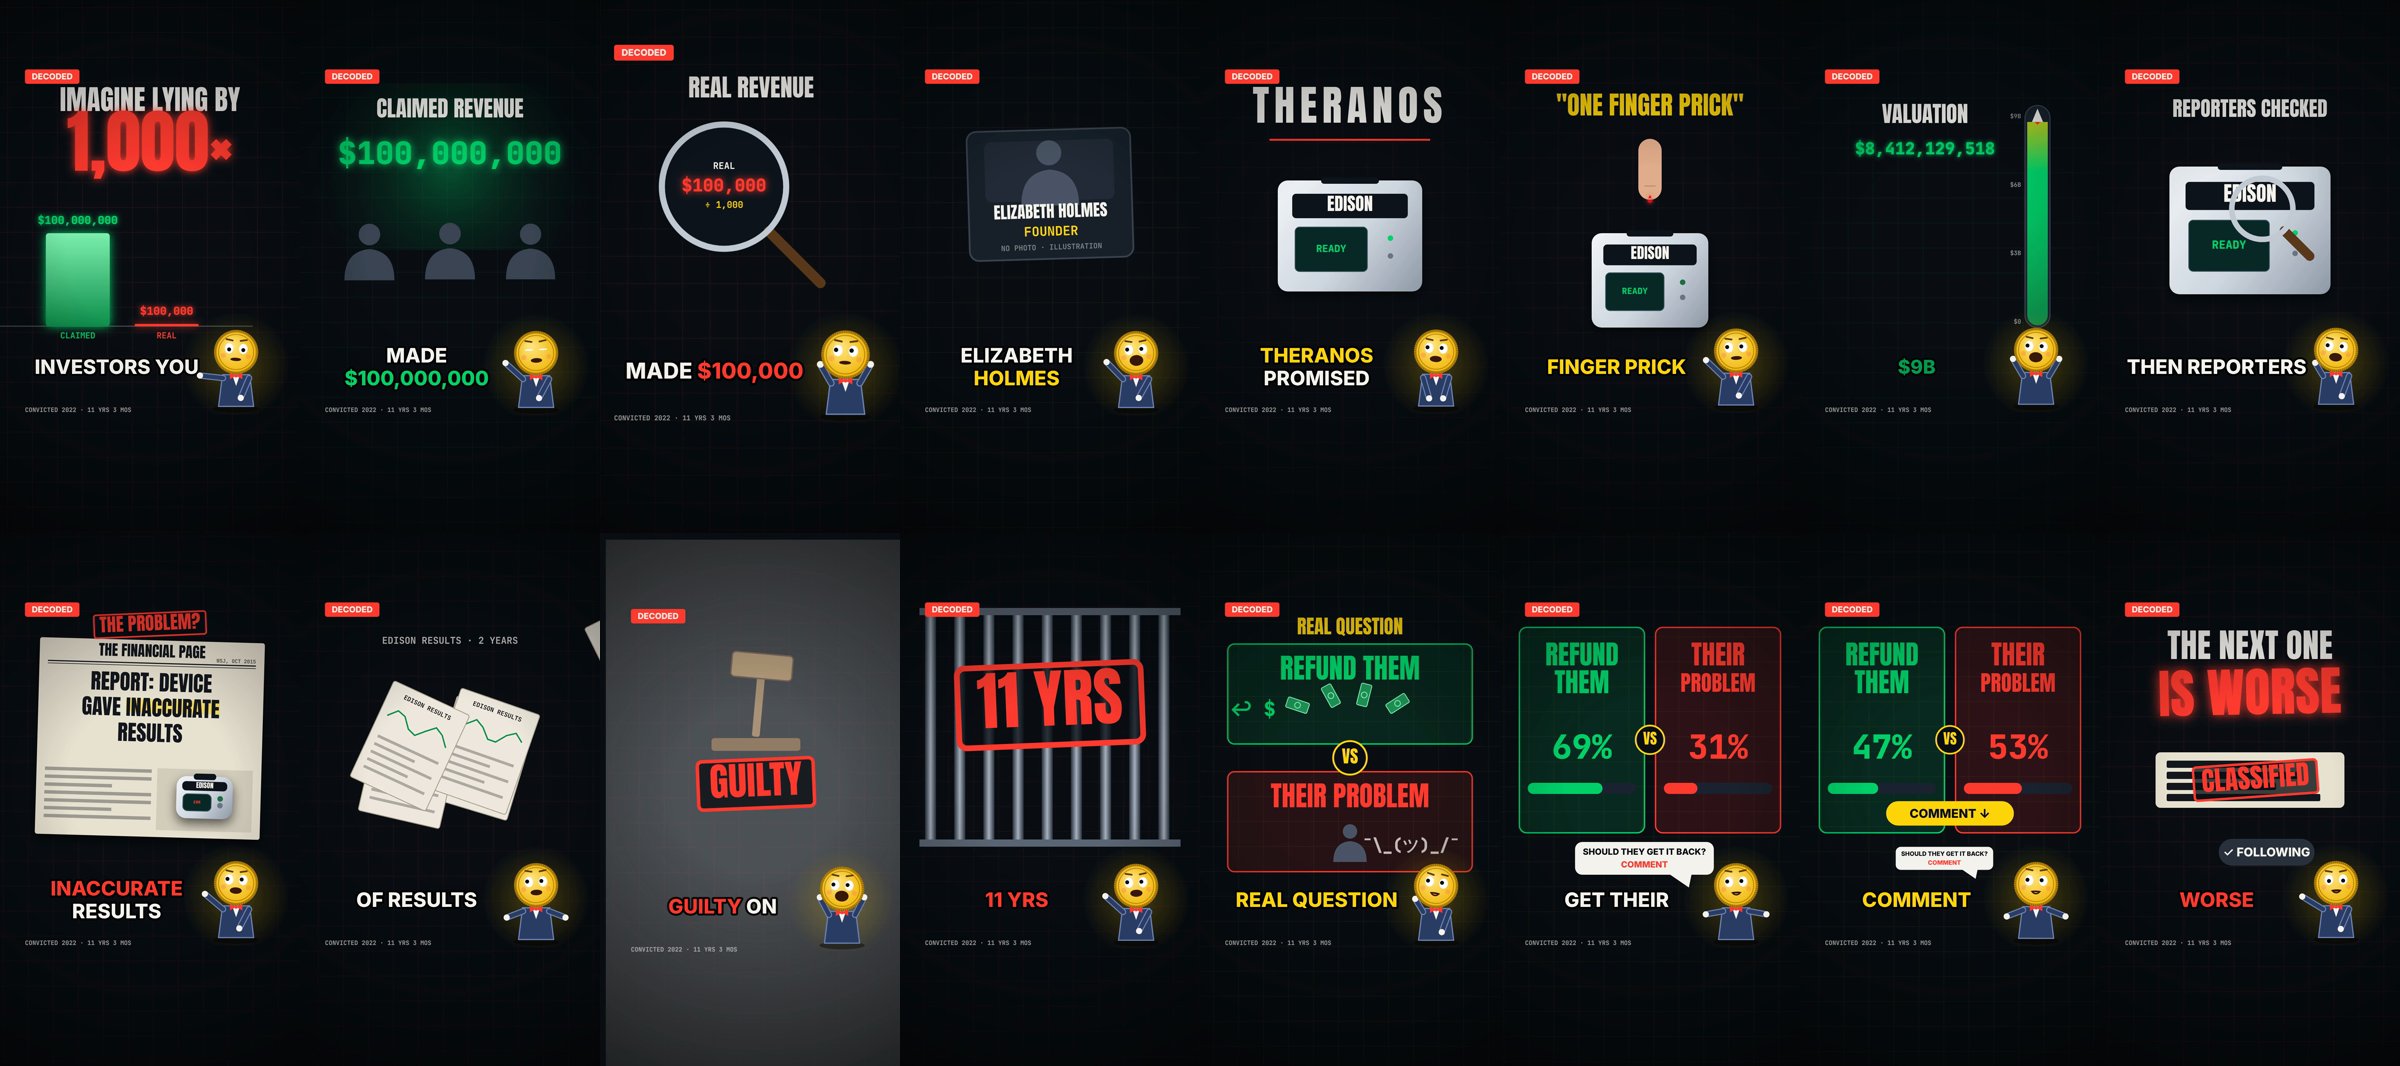 DECODED
IMAGINE LYING BY
1,000×
$100,000,000
$100,000
CLAIMED
REAL
INVESTORS YOU
CONVICTED 2022 · 11 YRS 3 MOS
DECODED
CLAIMED REVENUE
$100,000,000
MADE
$100,000,000
CONVICTED 2022 · 11 YRS 3 MOS
DECODED
REAL REVENUE
REAL
$100,000
÷ 1,000
MADE $100,000
CONVICTED 2022 · 11 YRS 3 MOS
DECODED
ELIZABETH HOLMES
FOUNDER
NO PHOTO · ILLUSTRATION
ELIZABETH
HOLMES
CONVICTED 2022 · 11 YRS 3 MOS
DECODED
THERANOS
EDISON
READY
THERANOS
PROMISED
CONVICTED 2022 · 11 YRS 3 MOS
DECODED
"ONE FINGER PRICK"
EDISON
READY
FINGER PRICK
CONVICTED 2022 · 11 YRS 3 MOS
DECODED
VALUATION
$8,412,129,518
$9B
$6B
$3B
$0
$9B
CONVICTED 2022 · 11 YRS 3 MOS
DECODED
REPORTERS CHECKED
EDISON
READY
THEN REPORTERS
CONVICTED 2022 · 11 YRS 3 MOS
DECODED
THE PROBLEM?
THE FINANCIAL PAGE
WSJ, OCT 2015
REPORT: DEVICE
GAVE INACCURATE
RESULTS
EDISON
INACCURATE
RESULTS
CONVICTED 2022 · 11 YRS 3 MOS
DECODED
EDISON RESULTS · 2 YEARS
EDISON RESULTS
EDISON RESULTS
OF RESULTS
CONVICTED 2022 · 11 YRS 3 MOS
DECODED
GUILTY
GUILTY ON
CONVICTED 2022 · 11 YRS 3 MOS
DECODED
11 YRS
11 YRS
CONVICTED 2022 · 11 YRS 3 MOS
DECODED
REAL QUESTION
REFUND THEM
↩ $
VS
THEIR PROBLEM
¯\_(ツ)_/¯
REAL QUESTION
CONVICTED 2022 · 11 YRS 3 MOS
DECODED
REFUND
THEM
69%
VS
THEIR
PROBLEM
31%
SHOULD THEY GET IT BACK?
COMMENT
GET THEIR
CONVICTED 2022 · 11 YRS 3 MOS
DECODED
REFUND
THEM
47%
VS
THEIR
PROBLEM
53%
COMMENT ↓
SHOULD THEY GET IT BACK?
COMMENT
COMMENT
CONVICTED 2022 · 11 YRS 3 MOS
DECODED
THE NEXT ONE
IS WORSE
CLASSIFIED
✓ FOLLOWING
WORSE
CONVICTED 2022 · 11 YRS 3 MOS